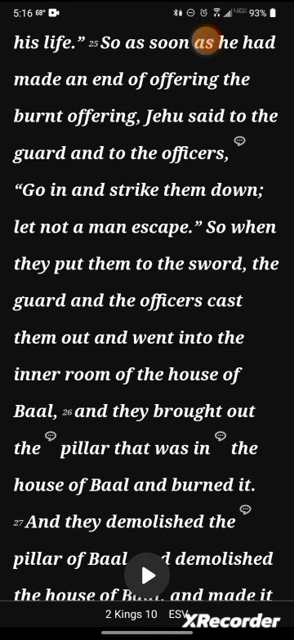 5:16 68° 93%
his life.” 25 So as soon as he had
made an end of offering the
burnt offering, Jehu said to the
guard and to the officers,
“Go in and strike them down;
let not a man escape.” So when
they put them to the sword, the
guard and the officers cast
them out and went into the
inner room of the house of
Baal, 26 and they brought out
the pillar that was in the
house of Baal and burned it.
27 And they demolished the
pillar of Baal d demolished
the house of and made it
2 Kings 10 ESV
XRecorder